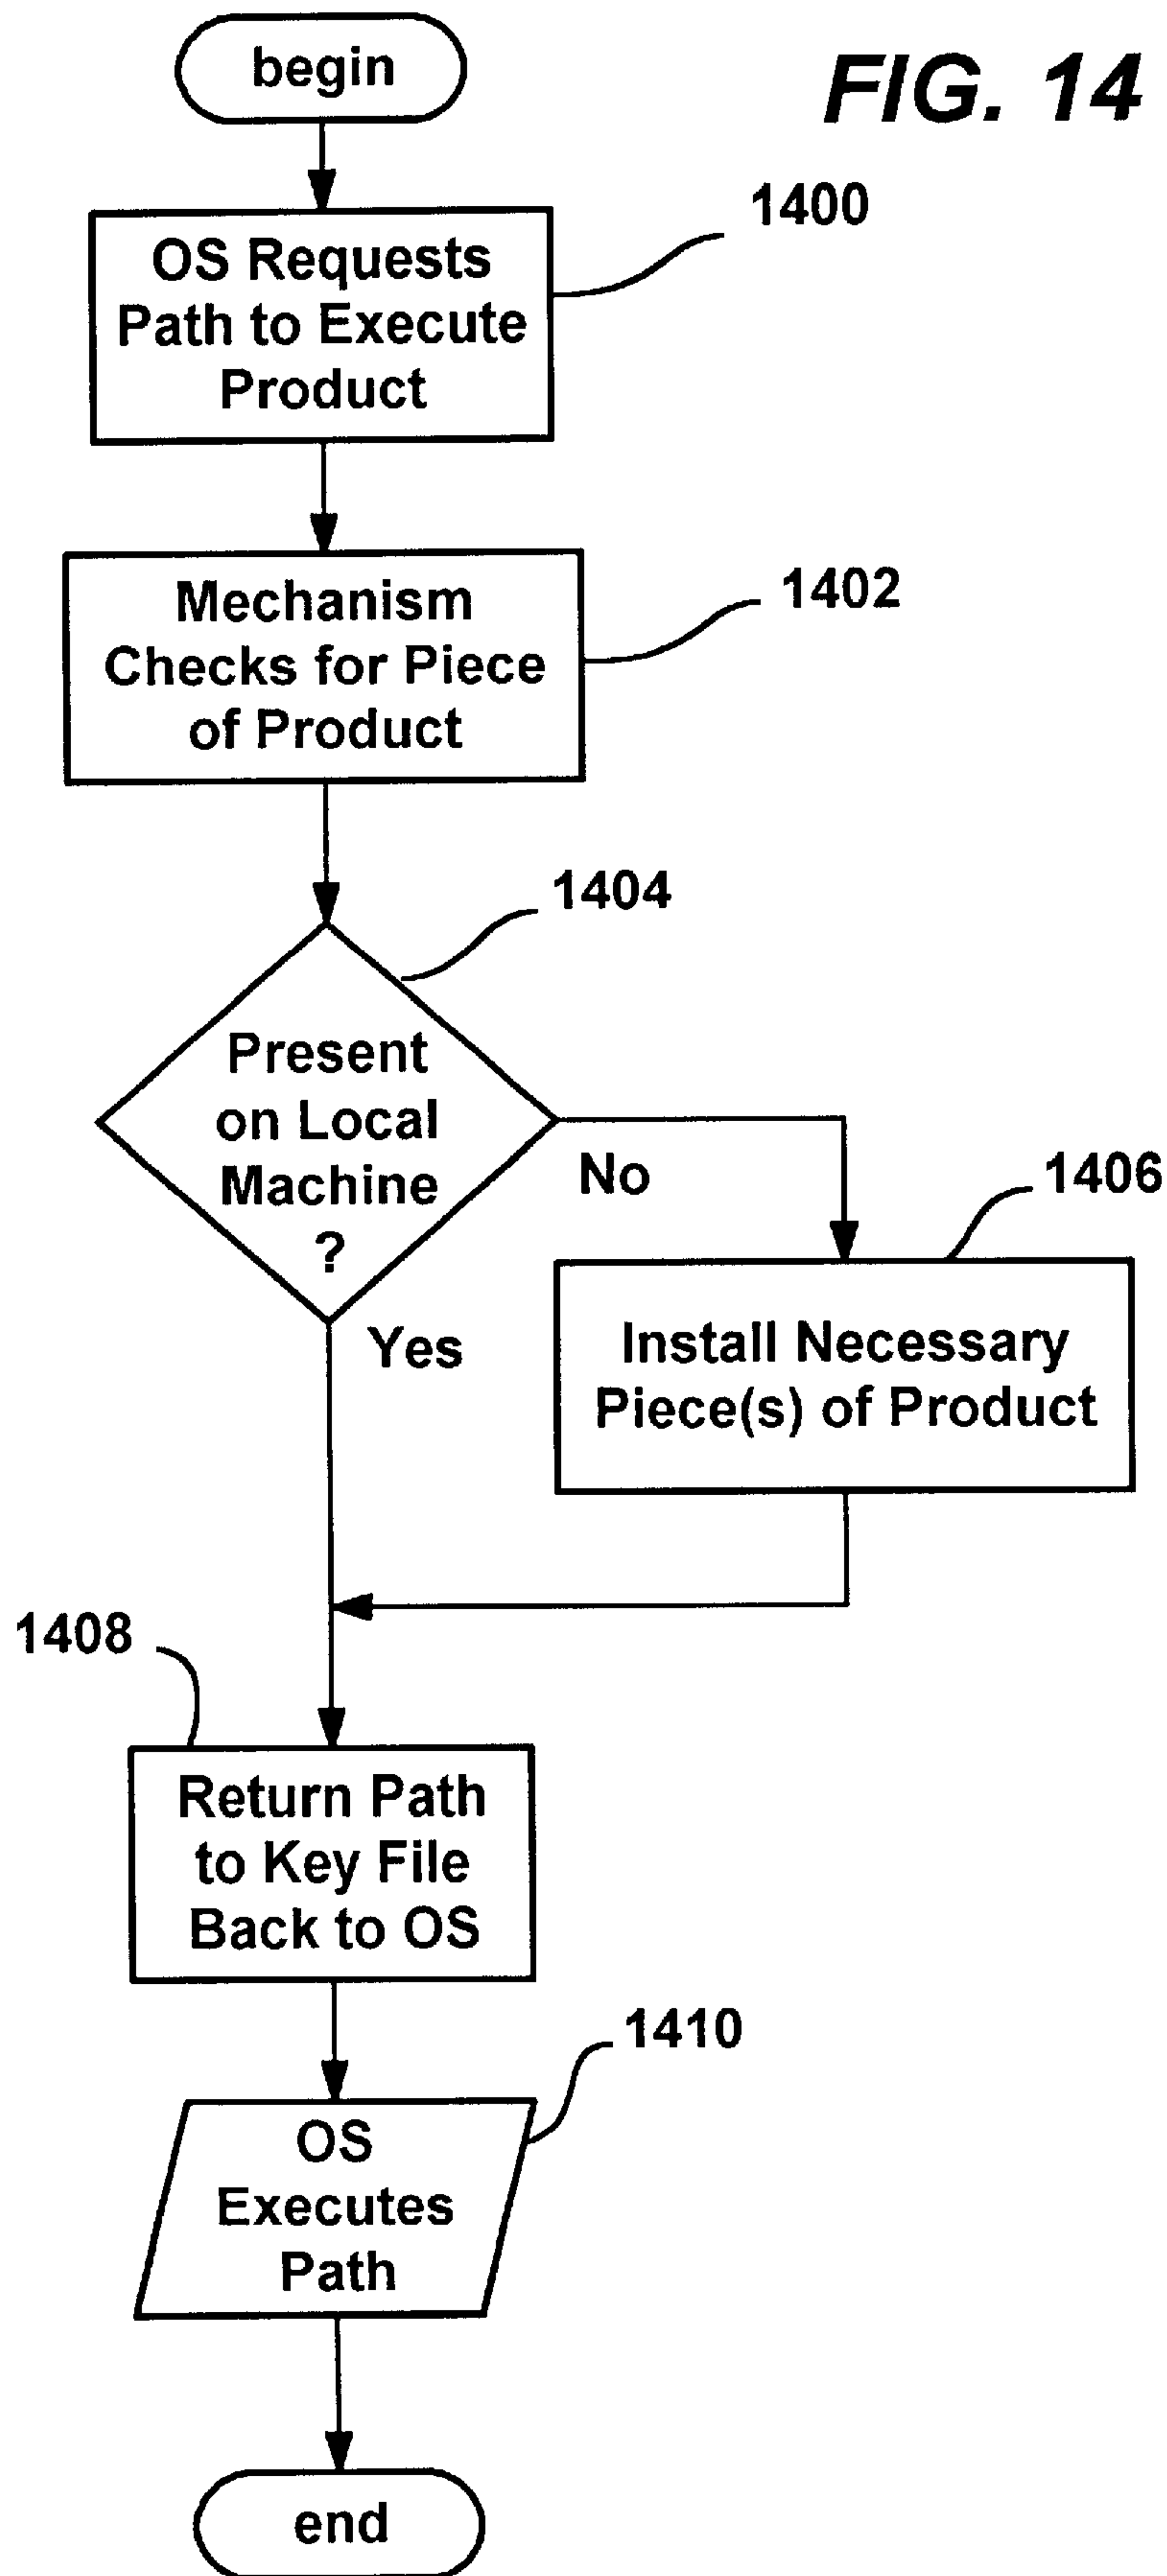 begin
FIG. 14
1400
OS Requests
Path to Execute
Product
1402
Mechanism
Checks for Piece
of Product
1404
Present
on Local
Machine
?
No
1406
Yes
Install Necessary
Piece(s) of Product
1408
Return Path
to Key File
Back to OS
1410
OS
Executes
Path
end